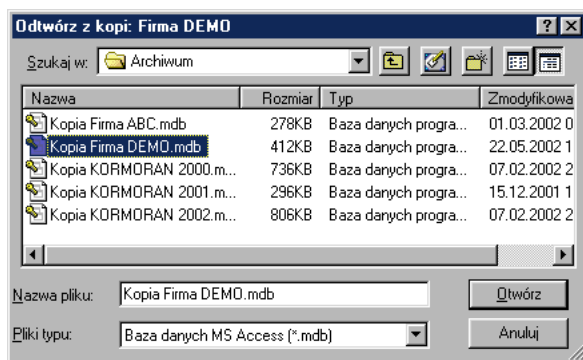 Odtwórz z kopi: Firma DEMO
Szukaj w: Archiwum
Nazwa Rozmiar Typ Zmodyfikowa
Kopia Firma ABC.mdb 278KB Baza danych progra... 01.03.2002 0
Kopia Firma DEMO.mdb 412KB Baza danych progra... 22.05.2002 1
Kopia KORMORAN 2000.m... 736KB Baza danych progra... 07.02.2002 2
Kopia KORMORAN 2001.m... 296KB Baza danych progra... 15.12.2001 1
Kopia KORMORAN 2002.m... 806KB Baza danych progra... 07.02.2002 2
Nazwa pliku: Kopia Firma DEMO.mdb Otwórz
Pliki typu: Baza danych MS Access (*.mdb) Anuluj